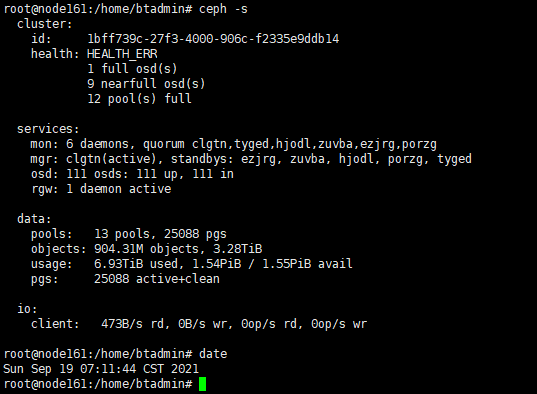 root@node161:/home/btadmin# ceph -s
  cluster:
    id:     1bff739c-27f3-4000-906c-f2335e9ddb14
    health: HEALTH_ERR
            1 full osd(s)
            9 nearfull osd(s)
            12 pool(s) full

  services:
    mon: 6 daemons, quorum clgtn,tyged,hjodl,zuvba,ezjrg,porzg
    mgr: clgtn(active), standbys: ezjrg, zuvba, hjodl, porzg, tyged
    osd: 111 osds: 111 up, 111 in
    rgw: 1 daemon active

  data:
    pools:   13 pools, 25088 pgs
    objects: 904.31M objects, 3.28TiB
    usage:   6.93TiB used, 1.54PiB / 1.55PiB avail
    pgs:     25088 active+clean

  io:
    client:   473B/s rd, 0B/s wr, 0op/s rd, 0op/s wr

root@node161:/home/btadmin# date
Sun Sep 19 07:11:44 CST 2021
root@node161:/home/btadmin#